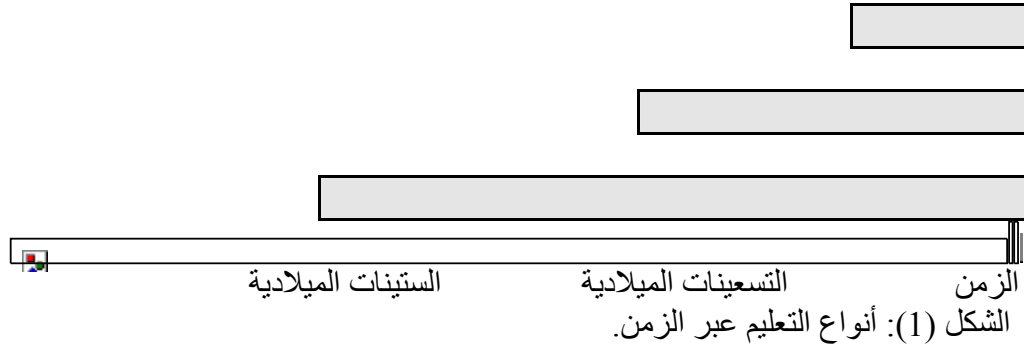 الزمن التسعينات الميلادية الستينات الميلادية
الشكل (1): أنواع التعليم عبر الزمن.